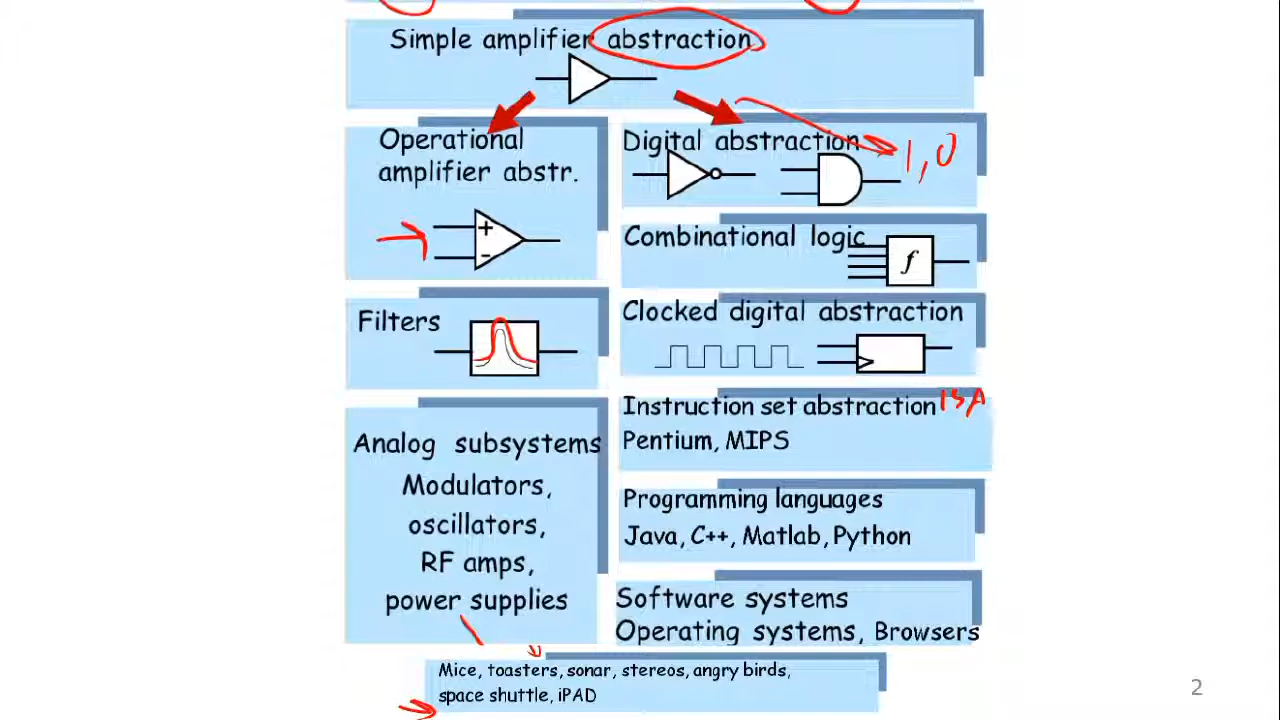 Simple amplifier abstraction
Operational
amplifier abstr.
+
-
Filters
Analog subsystems
Modulators,
oscillators,
RF amps,
power supplies
Digital abstraction
1,0
Combinational logic
f
Clocked digital abstraction
Instruction set abstraction ISA
Pentium, MIPS
Programming languages
Java, C++, Matlab, Python
Software systems
Operating systems, Browsers
Mice, toasters, sonar, stereos, angry birds,
space shuttle, iPAD
2